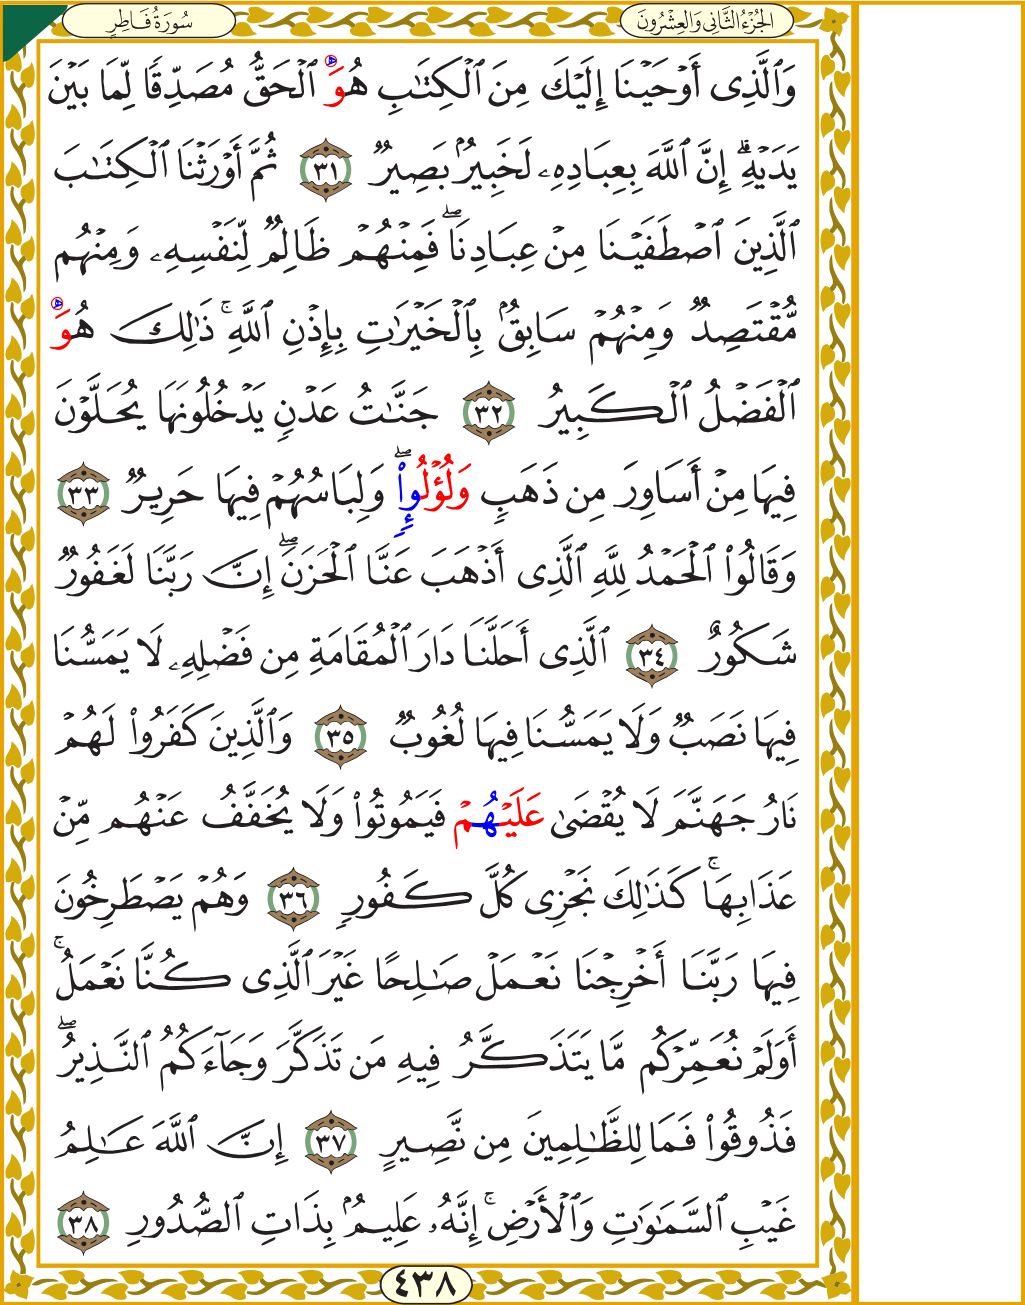 الجُزْءُ الثَّانِي وَالعِشْرُونَ
سُورَةُ فَاطِرٍ
وَٱلَّذِىٓ أَوۡحَيۡنَآ إِلَيۡكَ مِنَ ٱلۡكِتَٰبِ هُوَ ٱلۡحَقُّ مُصَدِّقٗا لِّمَا بَيۡنَ
يَدَيۡهِۗ إِنَّ ٱللَّهَ بِعِبَادِهِۦ لَخَبِيرُۢ بَصِيرٞ ٣١ ثُمَّ أَوۡرَثۡنَا ٱلۡكِتَٰبَ
ٱلَّذِينَ ٱصۡطَفَيۡنَا مِنۡ عِبَادِنَاۖ فَمِنۡهُمۡ ظَالِمٞ لِّنَفۡسِهِۦ وَمِنۡهُم
مُّقۡتَصِدٞ وَمِنۡهُمۡ سَابِقُۢ بِٱلۡخَيۡرَٰتِ بِإِذۡنِ ٱللَّهِۚ ذَٰلِكَ هُوَ
ٱلۡفَضۡلُ ٱلۡكَبِيرُ ٣٢ جَنَّٰتُ عَدۡنٖ يَدۡخُلُونَهَا يُحَلَّوۡنَ
فِيهَا مِنۡ أَسَاوِرَ مِن ذَهَبٖ وَلُؤۡلُوإٖاْۖ وَلِبَاسُهُمۡ فِيهَا حَرِيرٞ ٣٣
وَقَالُواْ ٱلۡحَمۡدُ لِلَّهِ ٱلَّذِىٓ أَذۡهَبَ عَنَّا ٱلۡحَزَنَۖ إِنَّ رَبَّنَا لَغَفُورٞ
شَكُورٌ ٣٤ ٱلَّذِىٓ أَحَلَّنَا دَارَ ٱلۡمُقَامَةِ مِن فَضۡلِهِۦ لَا يَمَسُّنَا
فِيهَا نَصَبٞ وَلَا يَمَسُّنَا فِيهَا لُغُوبٞ ٣٥ وَٱلَّذِينَ كَفَرُواْ لَهُمۡ
نَارُ جَهَنَّمَ لَا يُقۡضَىٰ عَلَيۡهُمۡ فَيَمُوتُواْ وَلَا يُخَفَّفُ عَنۡهُم مِّنۡ
عَذَابِهَاۚ كَذَٰلِكَ نَجۡزِى كُلَّ كَفُورٖ ٣٦ وَهُمۡ يَصۡطَرِخُونَ
فِيهَا رَبَّنَآ أَخۡرِجۡنَا نَعۡمَلۡ صَٰلِحًا غَيۡرَ ٱلَّذِى كُنَّا نَعۡمَلُۚ
أَوَلَمۡ نُعَمِّرۡكُم مَّا يَتَذَكَّرُ فِيهِ مَن تَذَكَّرَ وَجَآءَكُمُ ٱلنَّذِيرُۖ
فَذُوقُواْ فَمَا لِلظَّٰلِمِينَ مِن نَّصِيرٍ ٣٧ إِنَّ ٱللَّهَ عَٰلِمُ
غَيۡبِ ٱلسَّمَٰوَٰتِ وَٱلۡأَرۡضِۚ إِنَّهُۥ عَلِيمُۢ بِذَاتِ ٱلصُّدُورِ ٣٨
٤٣٨